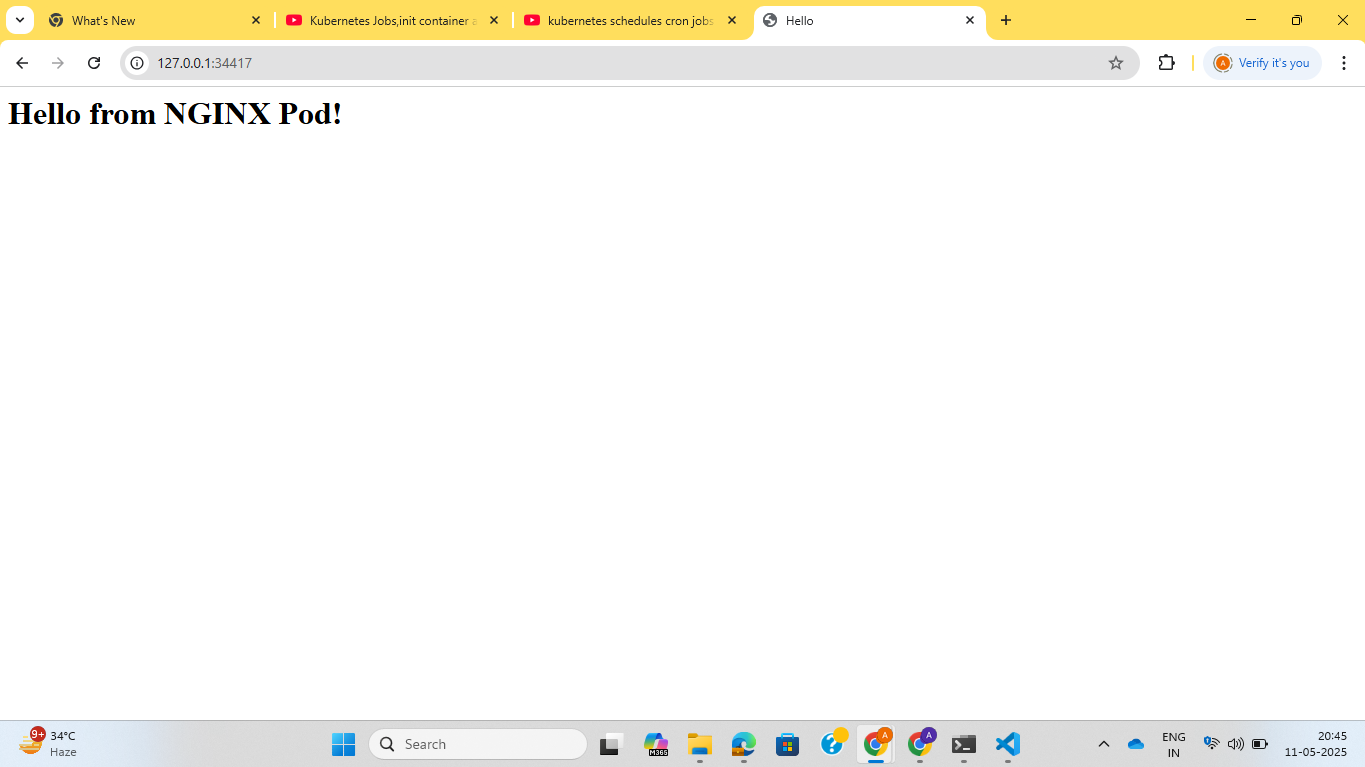 What's New
Kubernetes Jobs,init container a
kubernetes schedules cron jobs
Hello
127.0.0.1:34417
A
Verify it's you
Hello from NGINX Pod!
9+
34°C
Haze
Search
M365
A
A
ENG
IN
20:45
11-05-2025